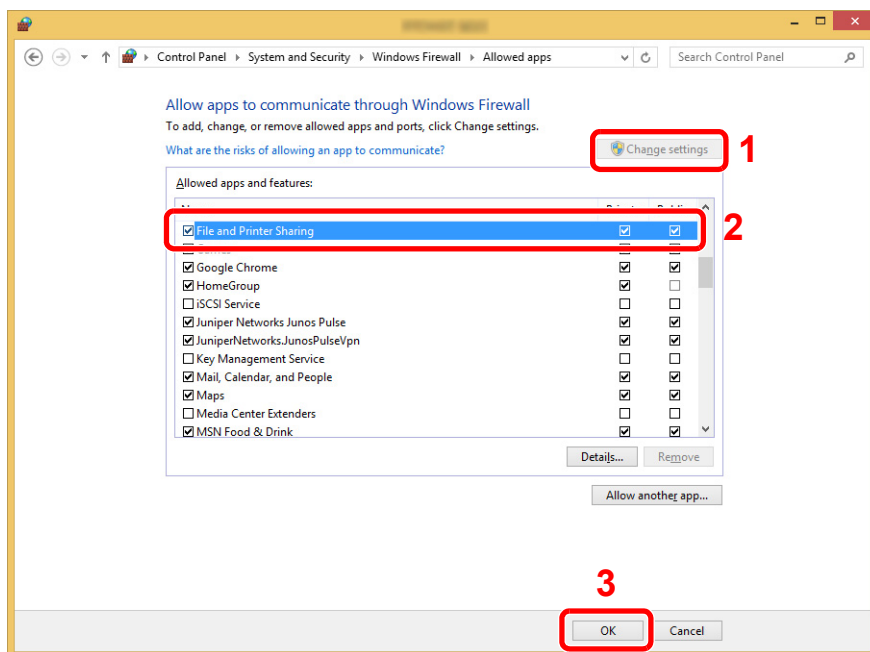 Control Panel System and Security Windows Firewall Allowed apps Search Control Panel
Allow apps to communicate through Windows Firewall
To add, change, or remove allowed apps and ports, click Change settings.
What are the risks of allowing an app to communicate? Change settings 1
Allowed apps and features:
File and Printer Sharing 2
Google Chrome
HomeGroup
iSCSI Service
Juniper Networks Junos Pulse
JuniperNetworks.JunosPulseVpn
Key Management Service
Mail, Calendar, and People
Maps
Media Center Extenders
MSN Food & Drink
Details... Remove
Allow another app...
3
OK Cancel